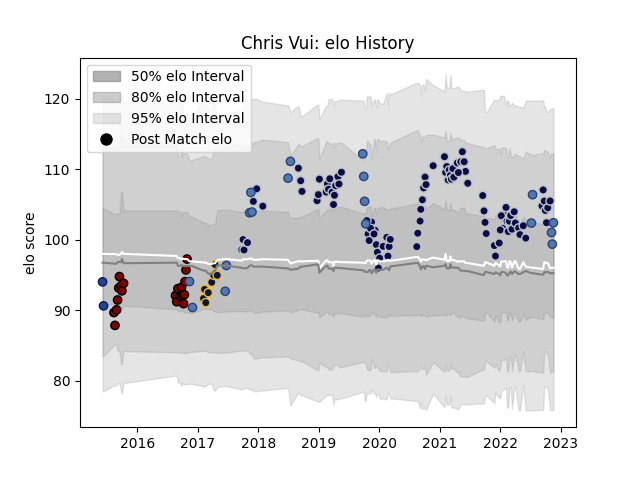 Chris Vui: elo History
50% elo Interval
80% elo Interval
95% elo Interval
Post Match elo
elo score
120
110
100
90
80
2016 2017 2018 2019 2020 2021 2022 2023